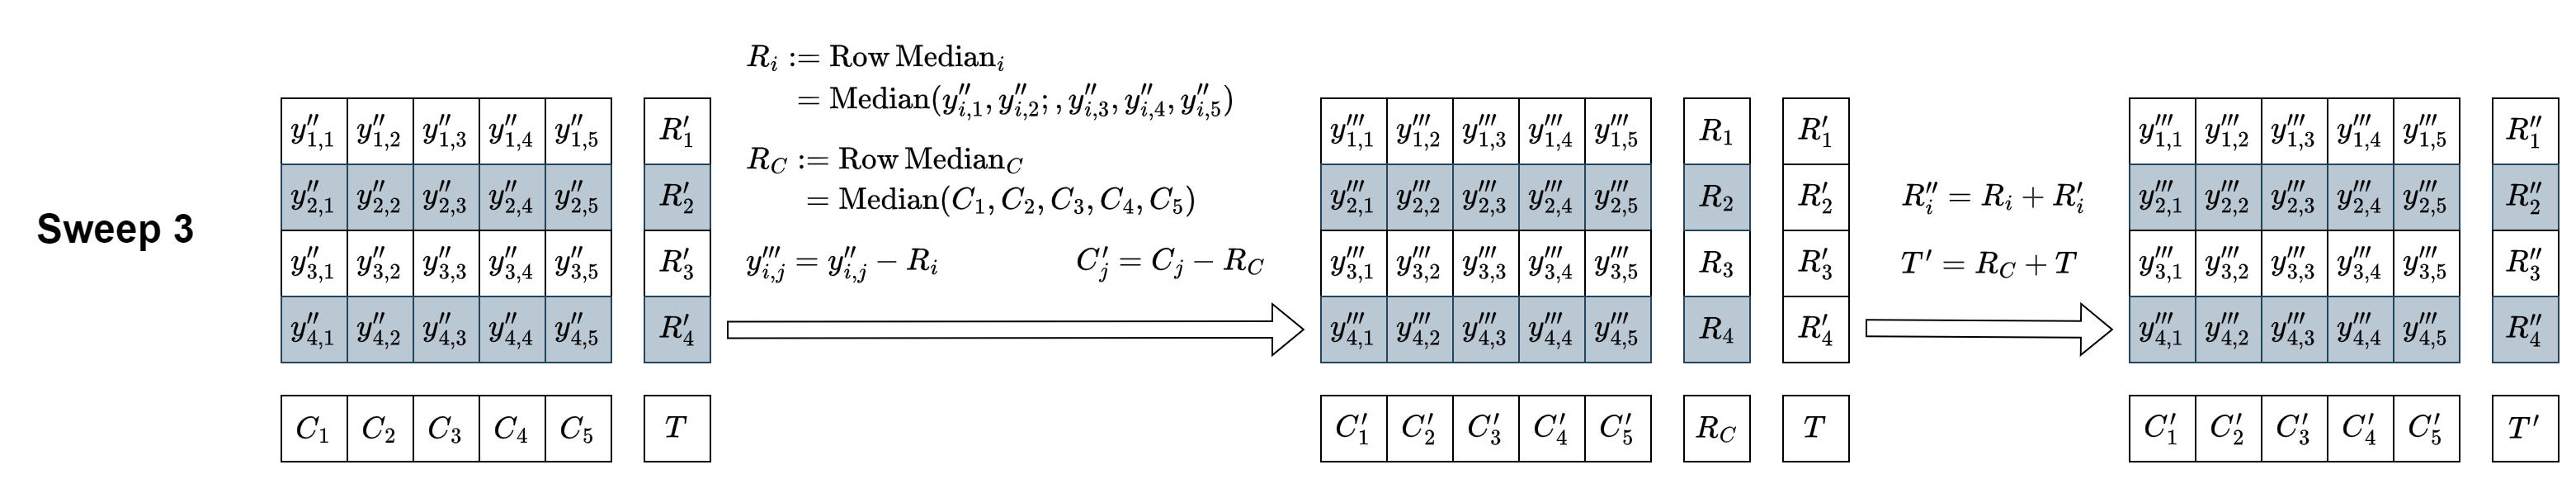 Sweep 3
y''_{1,1} y''_{1,2} y''_{1,3} y''_{1,4} y''_{1,5} R'_1
y''_{2,1} y''_{2,2} y''_{2,3} y''_{2,4} y''_{2,5} R'_2
y''_{3,1} y''_{3,2} y''_{3,3} y''_{3,4} y''_{3,5} R'_3
y''_{4,1} y''_{4,2} y''_{4,3} y''_{4,4} y''_{4,5} R'_4
C_1 C_2 C_3 C_4 C_5 T
R_i := Row Median_i
= Median(y''_{i,1}, y''_{i,2}; , y''_{i,3}, y''_{i,4}, y''_{i,5})
R_C := Row Median_C
= Median(C_1, C_2, C_3, C_4, C_5)
y'''_{i,j} = y''_{i,j} − R_i C'_j = C_j − R_C
y'''_{1,1} y'''_{1,2} y'''_{1,3} y'''_{1,4} y'''_{1,5} R_1 R'_1
y'''_{2,1} y'''_{2,2} y'''_{2,3} y'''_{2,4} y'''_{2,5} R_2 R'_2
y'''_{3,1} y'''_{3,2} y'''_{3,3} y'''_{3,4} y'''_{3,5} R_3 R'_3
y'''_{4,1} y'''_{4,2} y'''_{4,3} y'''_{4,4} y'''_{4,5} R_4 R'_4
C'_1 C'_2 C'_3 C'_4 C'_5 R_C T
R''_i = R_i + R'_i
T' = R_C + T
y'''_{1,1} y'''_{1,2} y'''_{1,3} y'''_{1,4} y'''_{1,5} R''_1
y'''_{2,1} y'''_{2,2} y'''_{2,3} y'''_{2,4} y'''_{2,5} R''_2
y'''_{3,1} y'''_{3,2} y'''_{3,3} y'''_{3,4} y'''_{3,5} R''_3
y'''_{4,1} y'''_{4,2} y'''_{4,3} y'''_{4,4} y'''_{4,5} R''_4
C'_1 C'_2 C'_3 C'_4 C'_5 T'